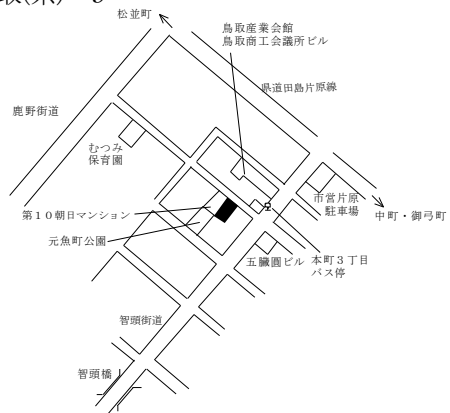 松並町
鳥取産業会館
鳥取商工会議所ビル
県道田島片原線
鹿野街道
むつみ
保育園
市営片原
駐車場
中町・御弓町
第10朝日マンション
元魚町公園
五臓圓ビル
本町3丁目
バス停
智頭街道
智頭橋